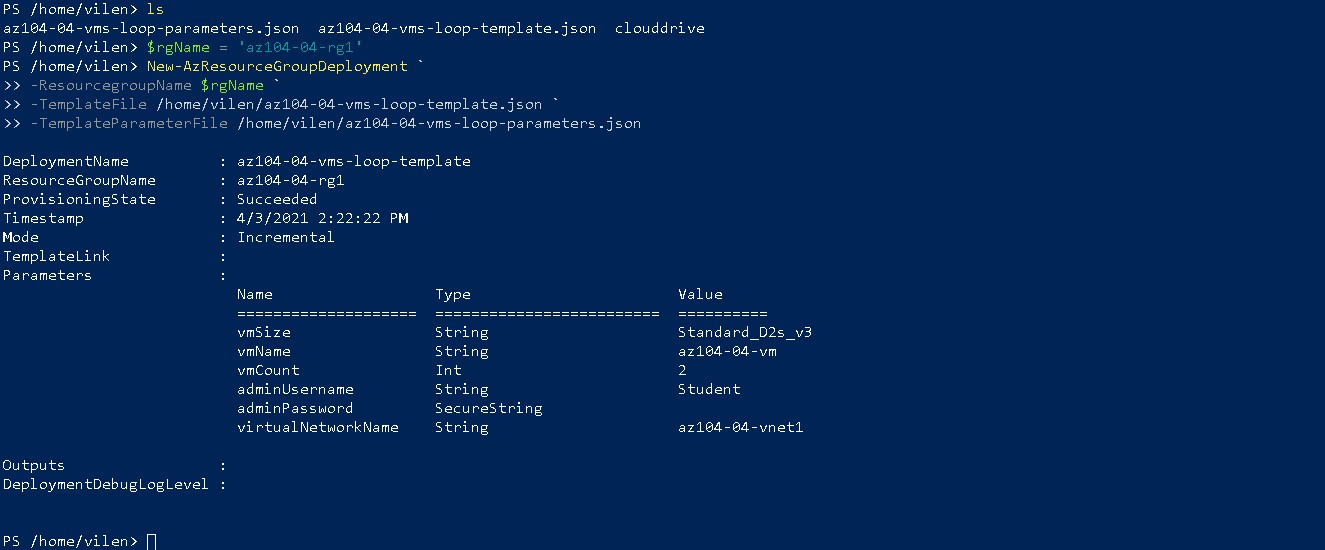 PS /home/vilen> ls
az104-04-vms-loop-parameters.json  az104-04-vms-loop-template.json  clouddrive
PS /home/vilen> $rgName = 'az104-04-rg1'
PS /home/vilen> New-AzResourceGroupDeployment `
>> -ResourcegroupName $rgName `
>> -TemplateFile /home/vilen/az104-04-vms-loop-template.json `
>> -TemplateParameterFile /home/vilen/az104-04-vms-loop-parameters.json
DeploymentName          : az104-04-vms-loop-template
ResourceGroupName       : az104-04-rg1
ProvisioningState       : Succeeded
Timestamp               : 4/3/2021 2:22:22 PM
Mode                    : Incremental
TemplateLink            :
Parameters              :
                          Name                  Type                       Value
                          ====================  =========================  ==========
                          vmSize                String                     Standard_D2s_v3
                          vmName                String                     az104-04-vm
                          vmCount               Int                        2
                          adminUsername         String                     Student
                          adminPassword         SecureString
                          virtualNetworkName    String                     az104-04-vnet1
Outputs                 :
DeploymentDebugLogLevel :
PS /home/vilen>